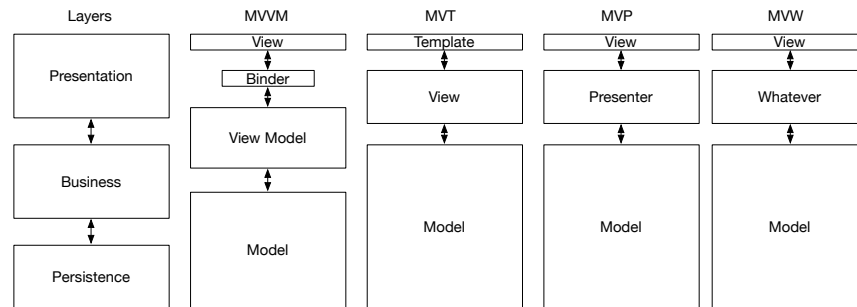 Layers MVVM MVT MVP MVW
View Template View View
Presentation Binder View Presenter Whatever
View Model
Business Model Model Model
Model
Persistence